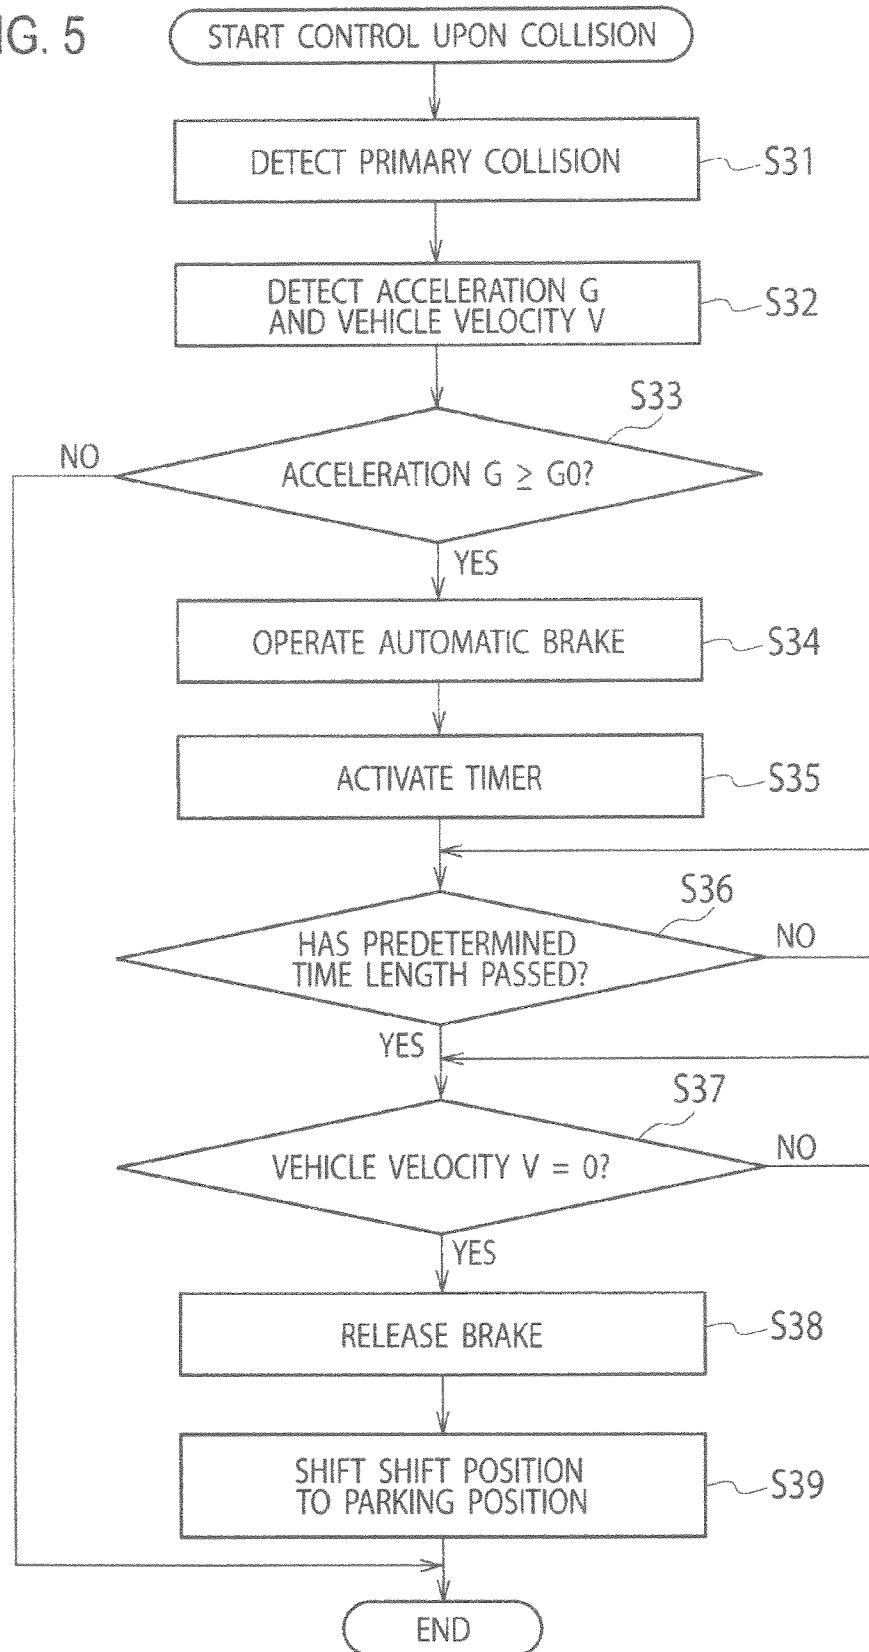 IG. 5
START CONTROL UPON COLLISION
DETECT PRIMARY COLLISION
S31
DETECT ACCELERATION G
AND VEHICLE VELOCITY V
S32
S33
NO
ACCELERATION G ≥ G0?
YES
OPERATE AUTOMATIC BRAKE
S34
ACTIVATE TIMER
S35
S36
HAS PREDETERMINED
TIME LENGTH PASSED?
NO
YES
S37
VEHICLE VELOCITY V = 0?
NO
YES
RELEASE BRAKE
S38
SHIFT SHIFT POSITION
TO PARKING POSITION
S39
END